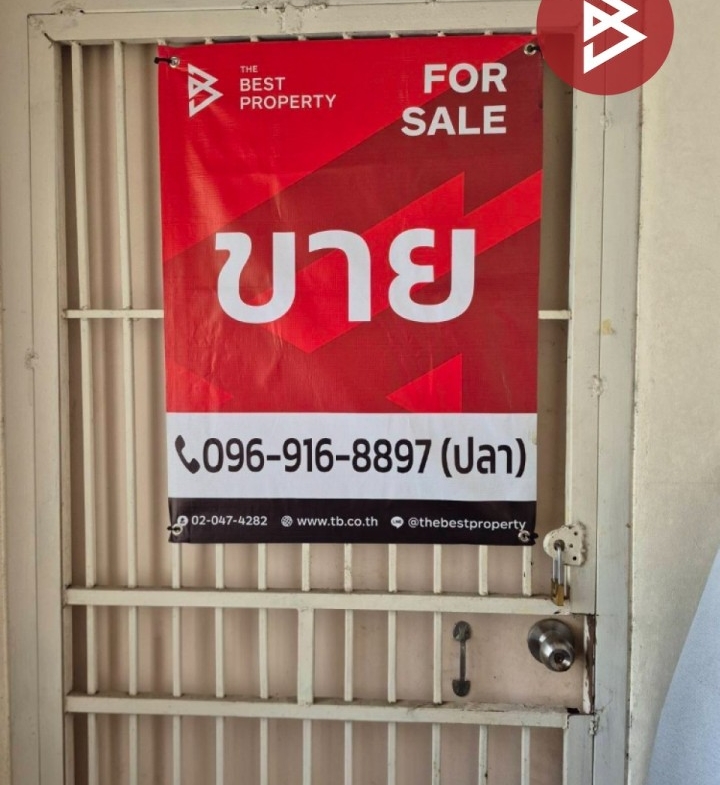 THE
BEST
PROPERTY
FOR
SALE
ขาย
096-916-8897 (ปลา)
02-047-4282 www.tb.co.th @thebestproperty